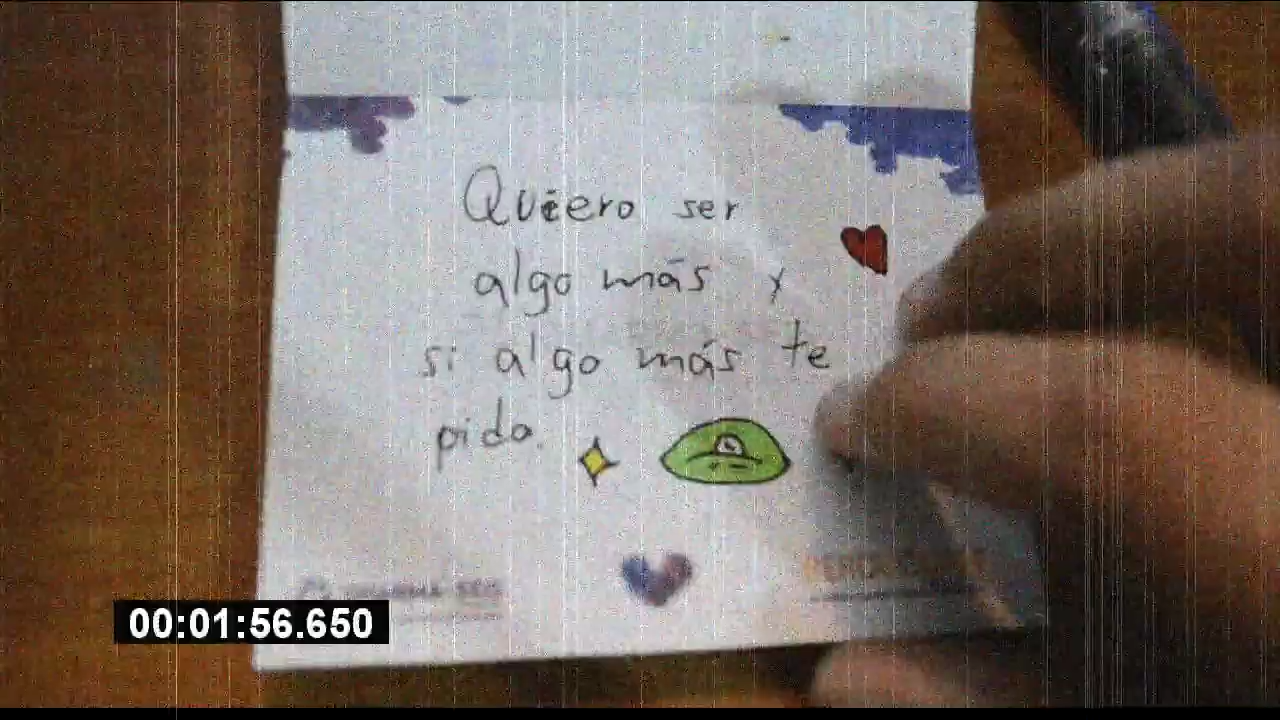 Quiero ser
algo más y
si algo más te
pido.
00:01:56.650